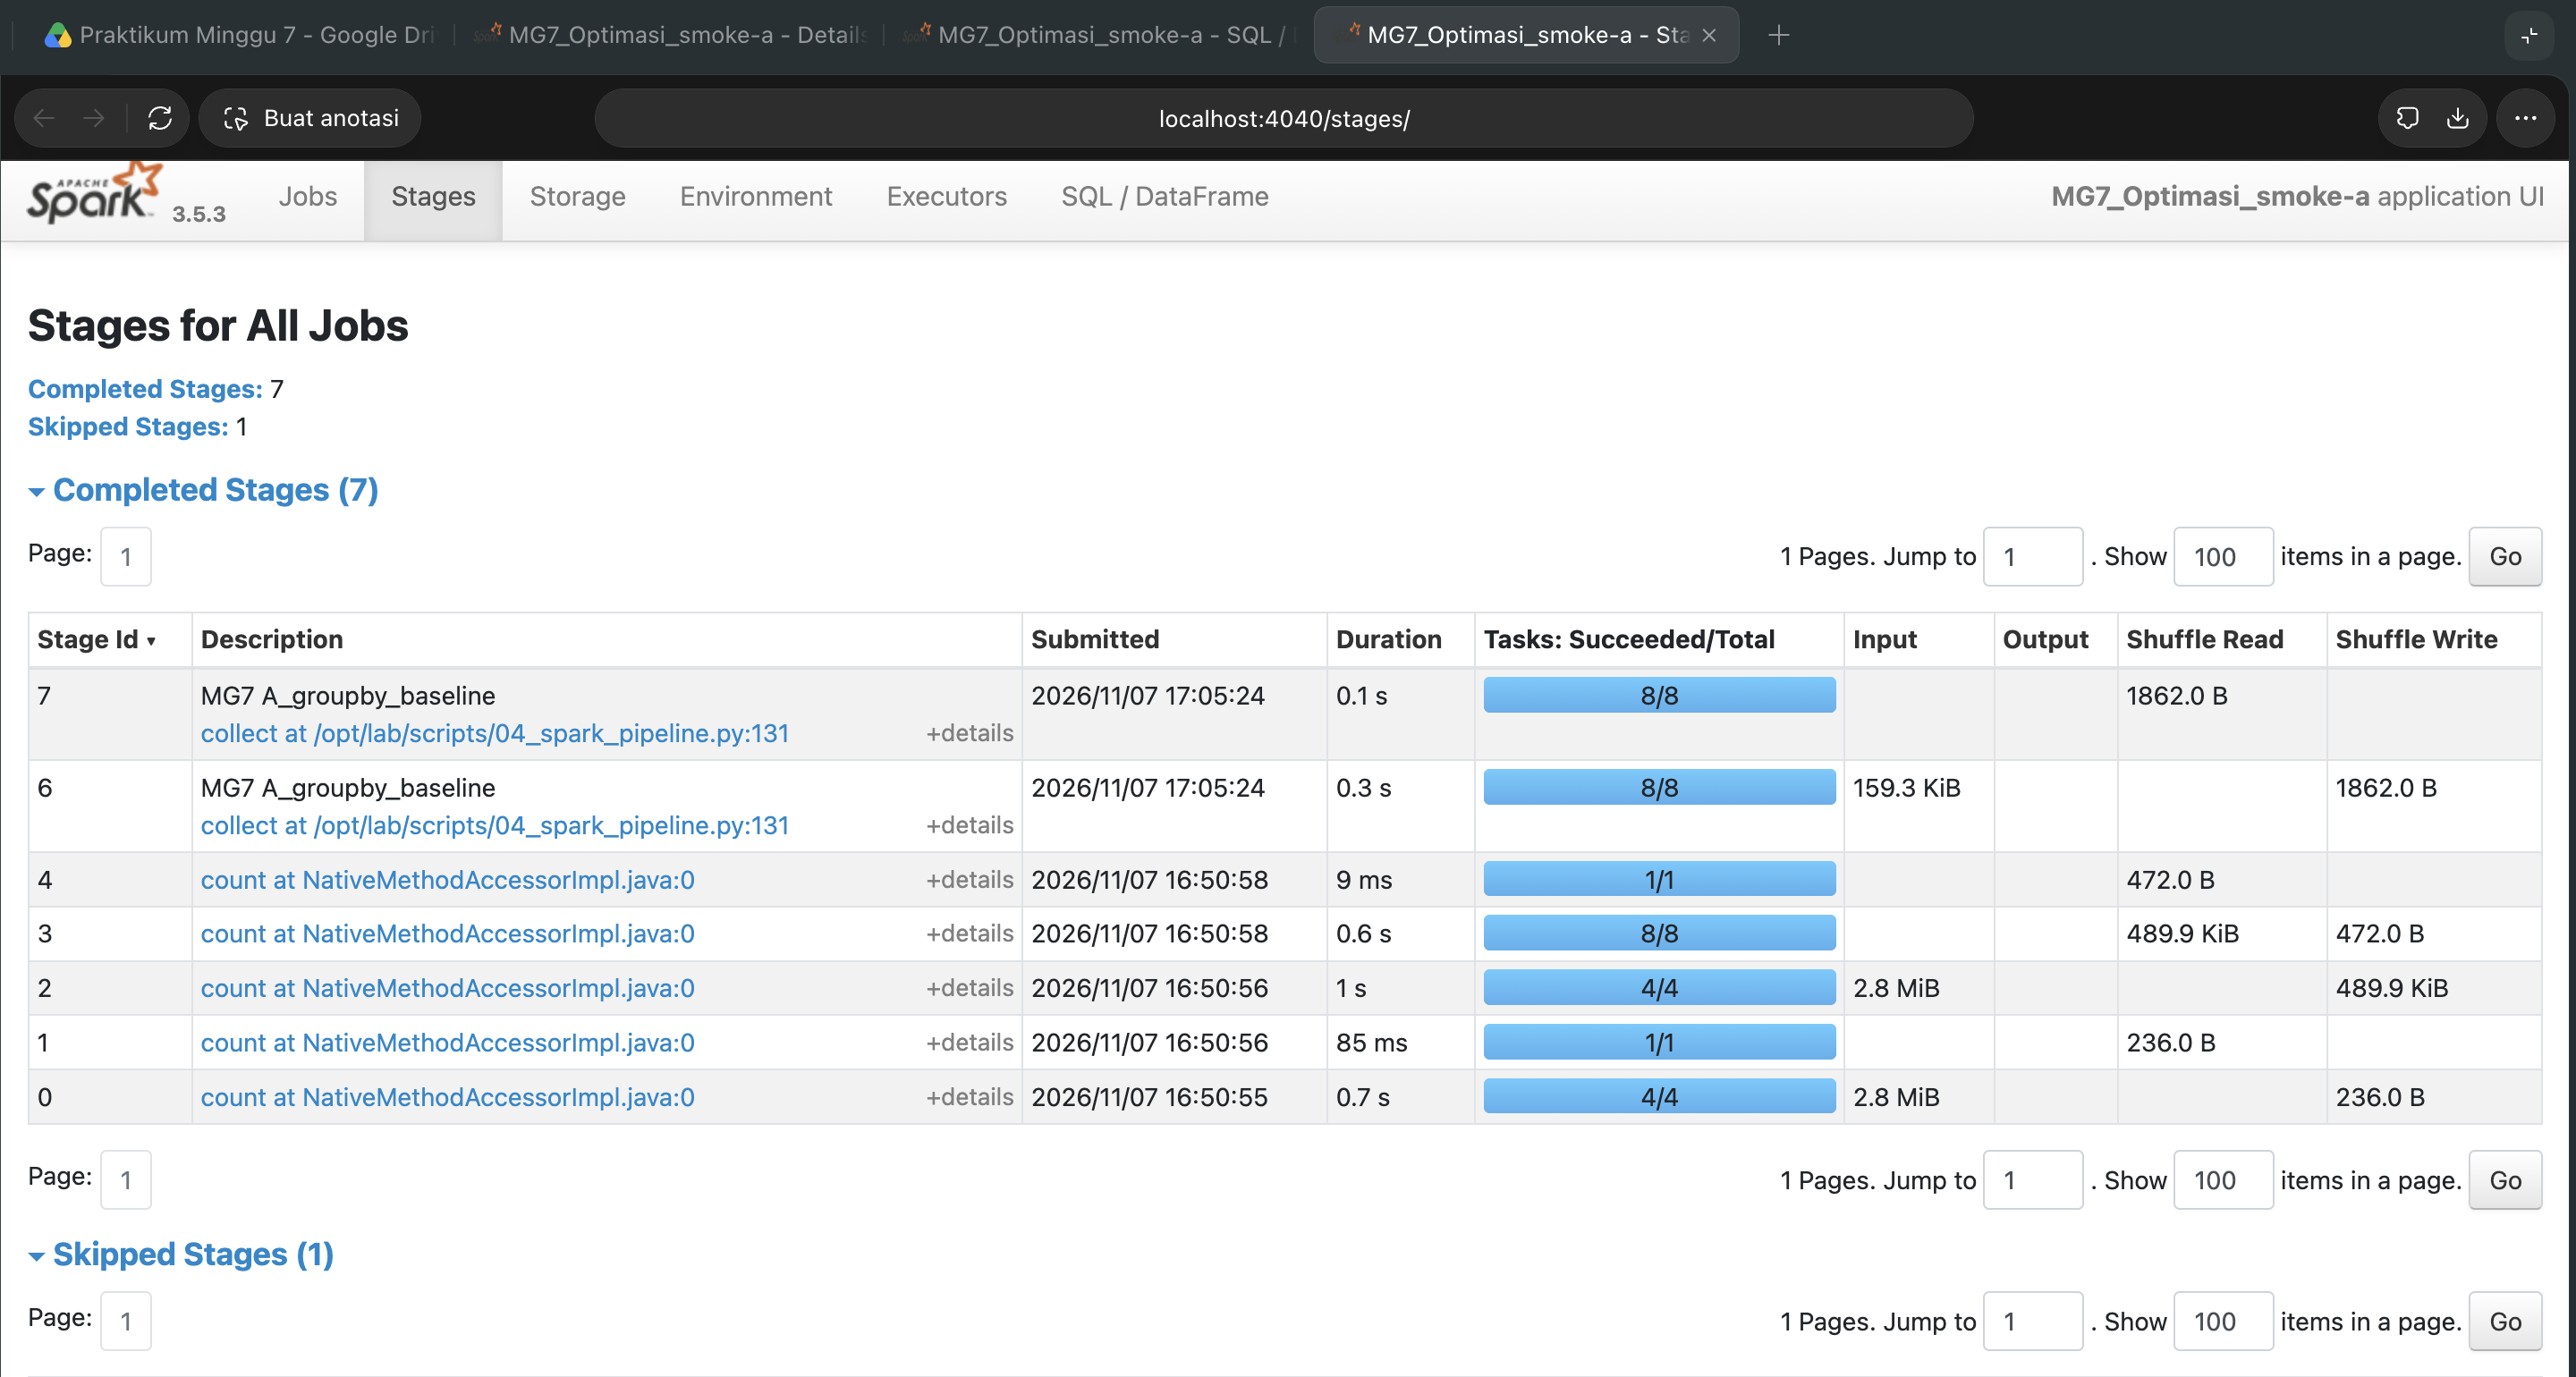 Praktikum Minggu 7 - Google Dri
MG7_Optimasi_smoke-a - Details
MG7_Optimasi_smoke-a - SQL /
MG7_Optimasi_smoke-a - Sta
Buat anotasi
localhost:4040/stages/
APACHE Spark 3.5.3
Jobs Stages Storage Environment Executors SQL / DataFrame
MG7_Optimasi_smoke-a application UI
Stages for All Jobs
Completed Stages: 7
Skipped Stages: 1
Completed Stages (7)
Page: 1 1 Pages. Jump to 1 . Show 100 items in a page. Go
Stage Id ▾ Description Submitted Duration Tasks: Succeeded/Total Input Output Shuffle Read Shuffle Write
7 MG7 A_groupby_baseline 2026/11/07 17:05:24 0.1 s 8/8 1862.0 B
collect at /opt/lab/scripts/04_spark_pipeline.py:131 +details
6 MG7 A_groupby_baseline 2026/11/07 17:05:24 0.3 s 8/8 159.3 KiB 1862.0 B
collect at /opt/lab/scripts/04_spark_pipeline.py:131 +details
4 count at NativeMethodAccessorImpl.java:0 +details 2026/11/07 16:50:58 9 ms 1/1 472.0 B
3 count at NativeMethodAccessorImpl.java:0 +details 2026/11/07 16:50:58 0.6 s 8/8 489.9 KiB 472.0 B
2 count at NativeMethodAccessorImpl.java:0 +details 2026/11/07 16:50:56 1 s 4/4 2.8 MiB 489.9 KiB
1 count at NativeMethodAccessorImpl.java:0 +details 2026/11/07 16:50:56 85 ms 1/1 236.0 B
0 count at NativeMethodAccessorImpl.java:0 +details 2026/11/07 16:50:55 0.7 s 4/4 2.8 MiB 236.0 B
Page: 1 1 Pages. Jump to 1 . Show 100 items in a page. Go
Skipped Stages (1)
Page: 1 1 Pages. Jump to 1 . Show 100 items in a page. Go